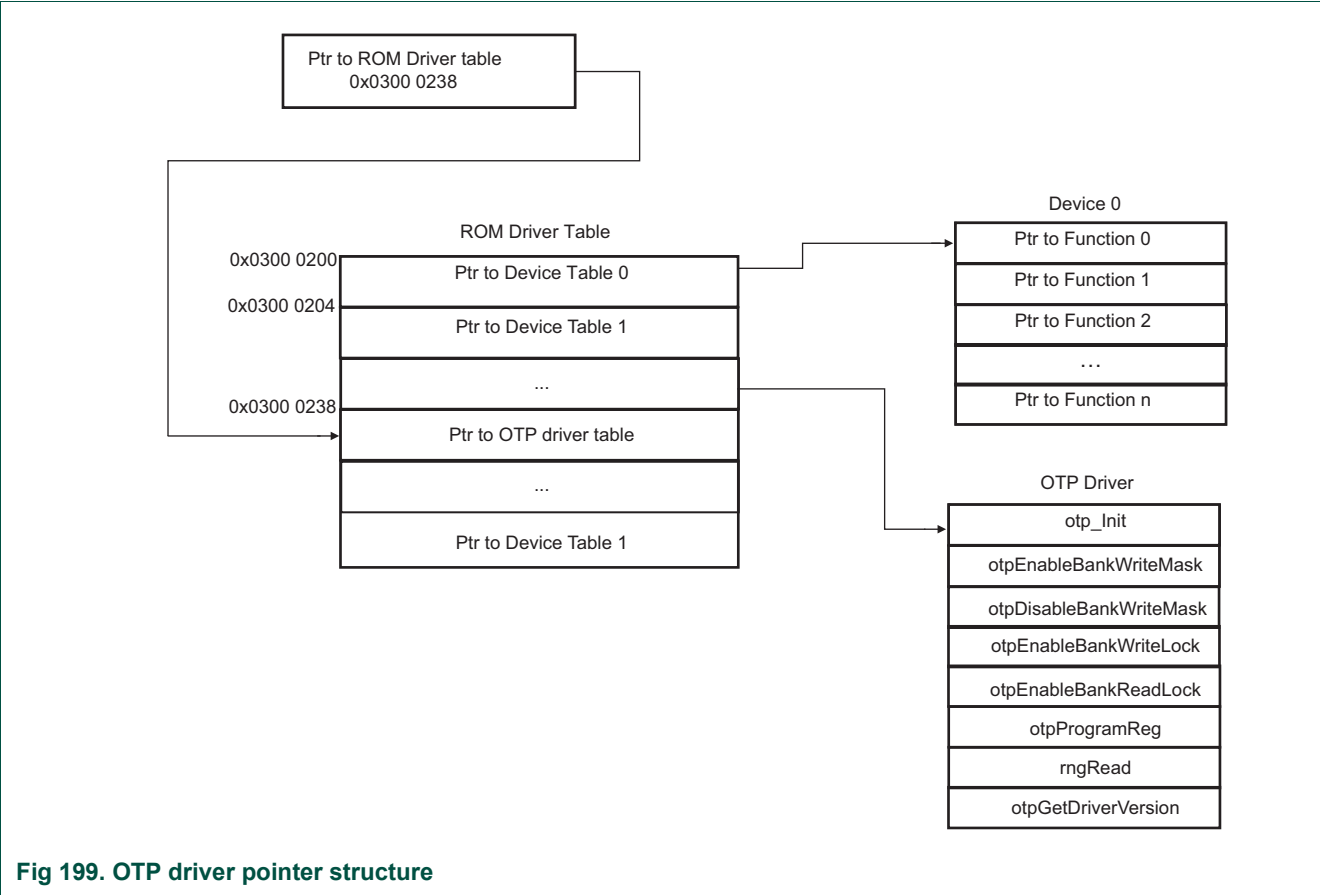 Ptr to ROM Driver table
0x0300 0238
ROM Driver Table
0x0300 0200
Ptr to Device Table 0
0x0300 0204
Ptr to Device Table 1
...
0x0300 0238
Ptr to OTP driver table
...
Ptr to Device Table 1
Device 0
Ptr to Function 0
Ptr to Function 1
Ptr to Function 2
...
Ptr to Function n
OTP Driver
otp_Init
otpEnableBankWriteMask
otpDisableBankWriteMask
otpEnableBankWriteLock
otpEnableBankReadLock
otpProgramReg
rngRead
otpGetDriverVersion
Fig 199. OTP driver pointer structure